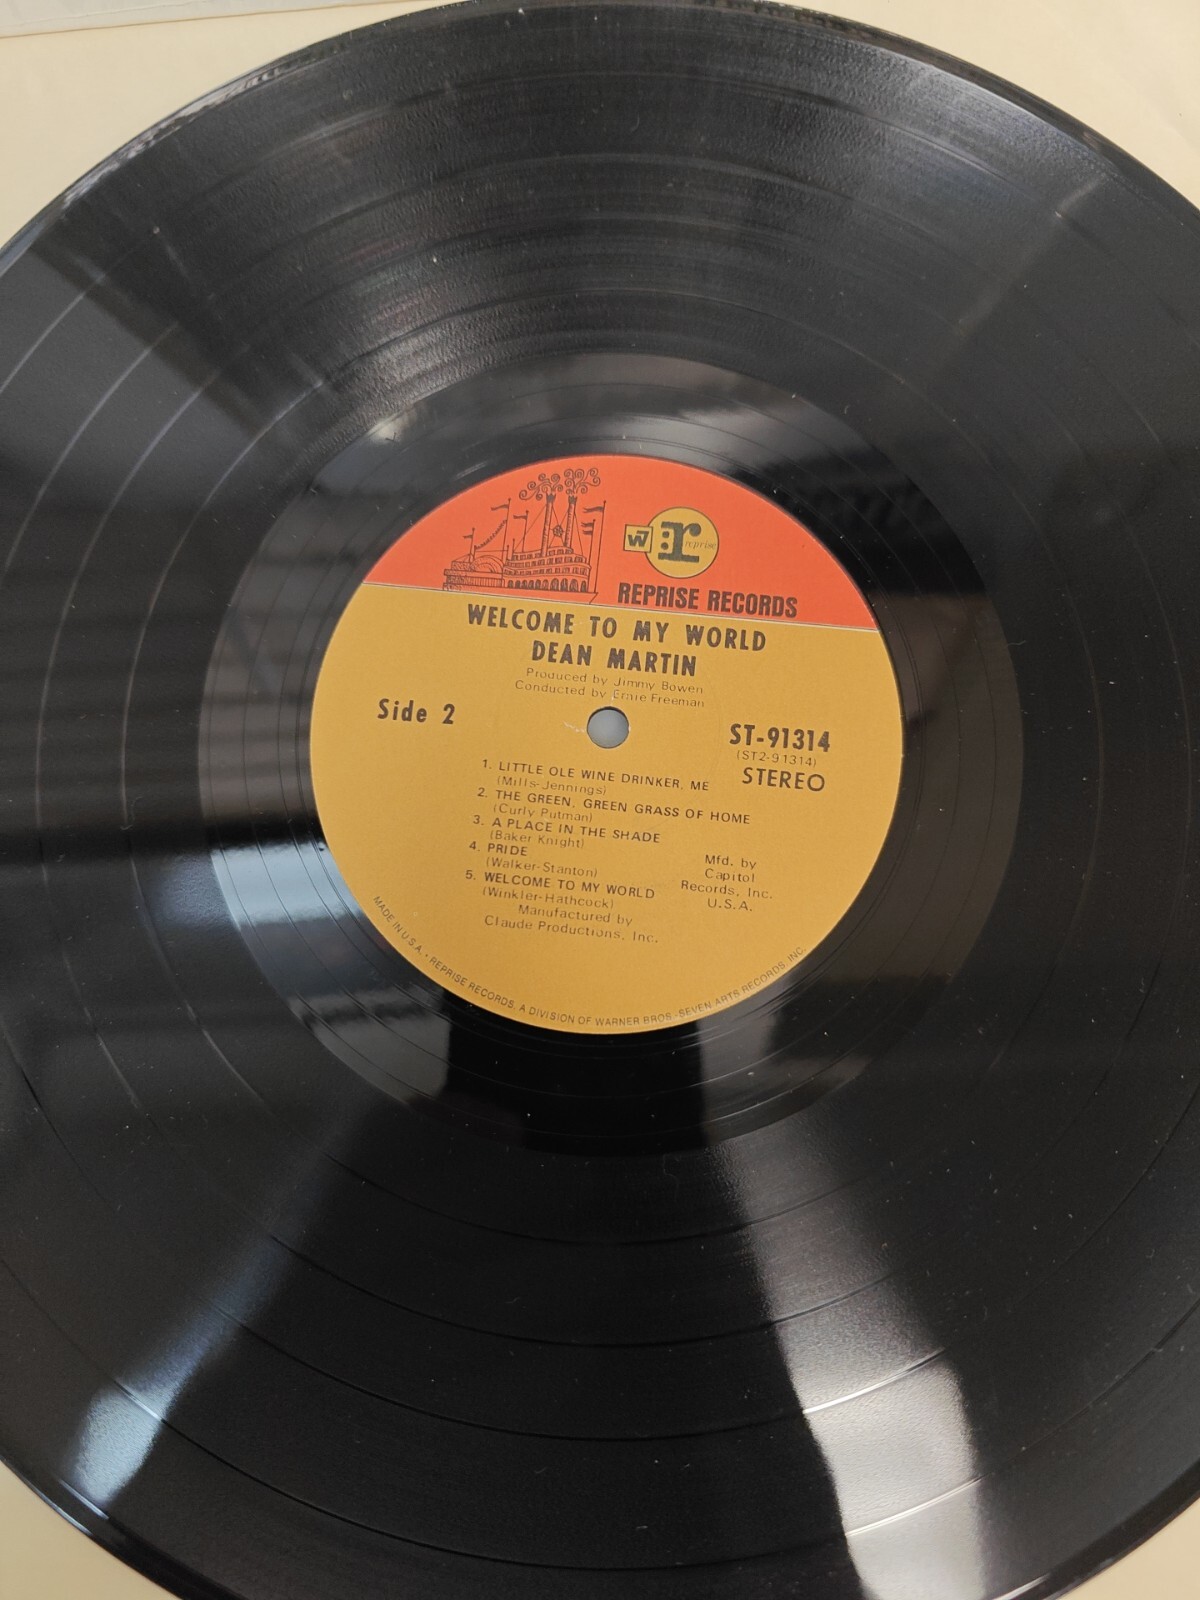 W7
r: reprise
REPRISE RECORDS
WELCOME TO MY WORLD
DEAN MARTIN
Produced by Jimmy Bowen
Conducted by Ernie Freeman
Side 2
ST-91314
(ST2-91314)
STEREO
1. LITTLE OLE WINE DRINKER, ME
(Mills-Jennings)
2. THE GREEN, GREEN GRASS OF HOME
(Curly Putman)
3. A PLACE IN THE SHADE
(Baker Knight)
4. PRIDE
(Walker-Stanton)
5. WELCOME TO MY WORLD
(Winkler-Hathcock)
Manufactured by
Claude Productions, Inc.
Mfd. by
Capitol
Records, Inc.
U.S.A.
MADE IN U.S.A. • REPRISE RECORDS, A DIVISION OF WARNER BROS.-SEVEN ARTS RECORDS, INC.